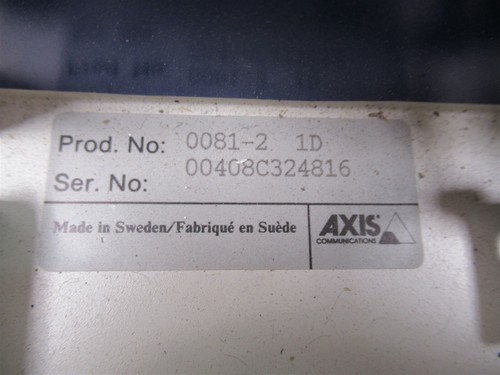 Prod. No: 0081-2 1D
Ser. No: 00408C324816
Made in Sweden/Fabriqué en Suède
AXIS
COMMUNICATIONS